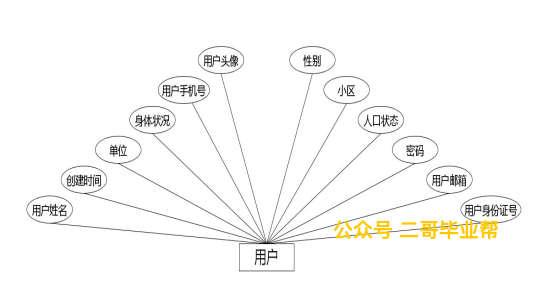 用户头像
性别
用户手机号
小区
身体状况
人口状态
单位
密码
创建时间
用户邮箱
用户姓名
用户身份证号
公众号 二哥毕业帮
用户